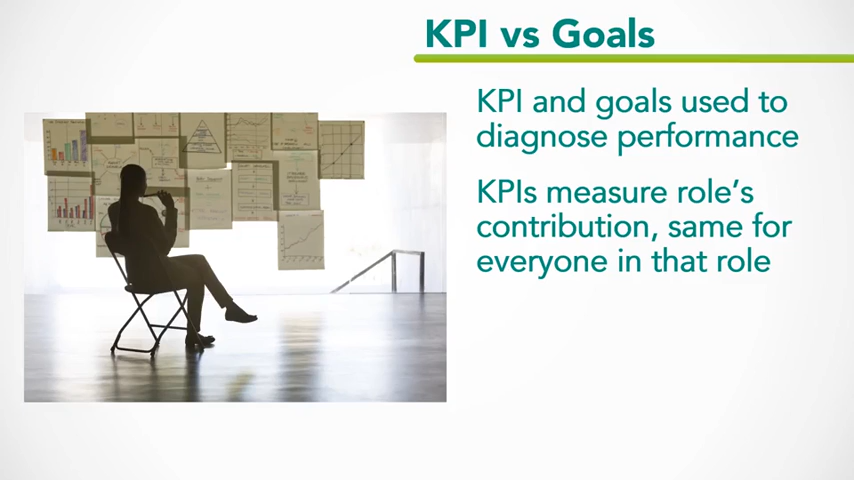 KPI vs Goals
KPI and goals used to
diagnose performance
KPIs measure role's
contribution, same for
everyone in that role